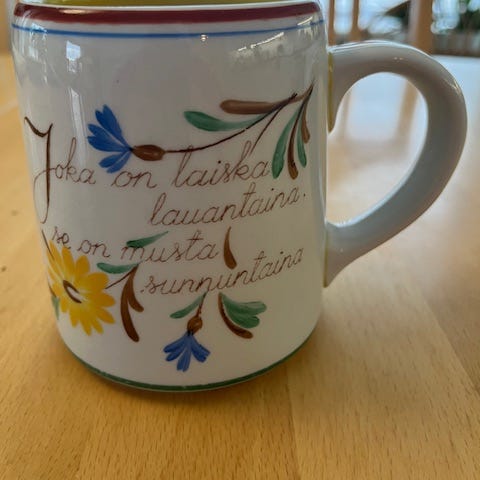 Joka on laiska
lauantaina.
se on musta
sunnuntaina